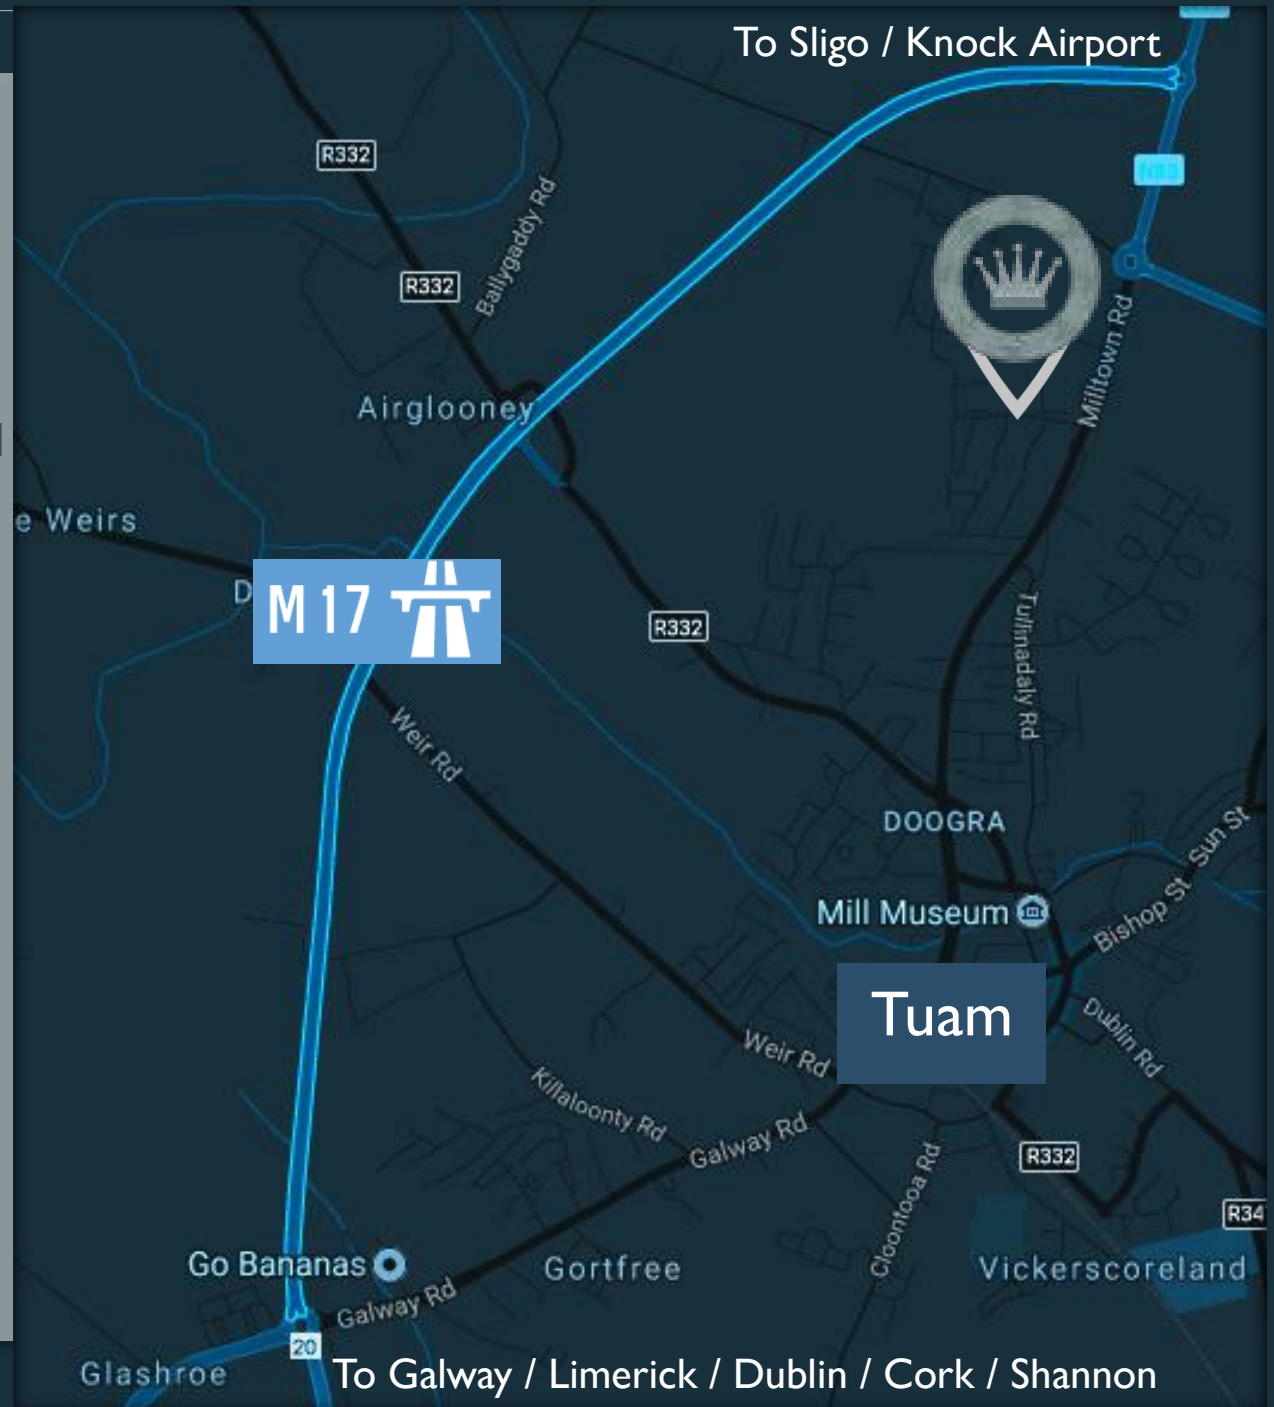 To Sligo / Knock Airport
R332
N83
Ballygaddy Rd
R332
Milltown Rd
Airglooney
e Weirs
D
M 17
R332
Tullinadaly Rd
Weir Rd
DOOGRA
Sun St
Mill Museum
Bishop St
Tuam
Dublin Rd
Weir Rd
Killaloonty Rd
Galway Rd
R332
Cloontooa Rd
R34
Go Bananas
Gortfree
Vickerscoreland
Galway Rd
20
Glashroe
To Galway / Limerick / Dublin / Cork / Shannon